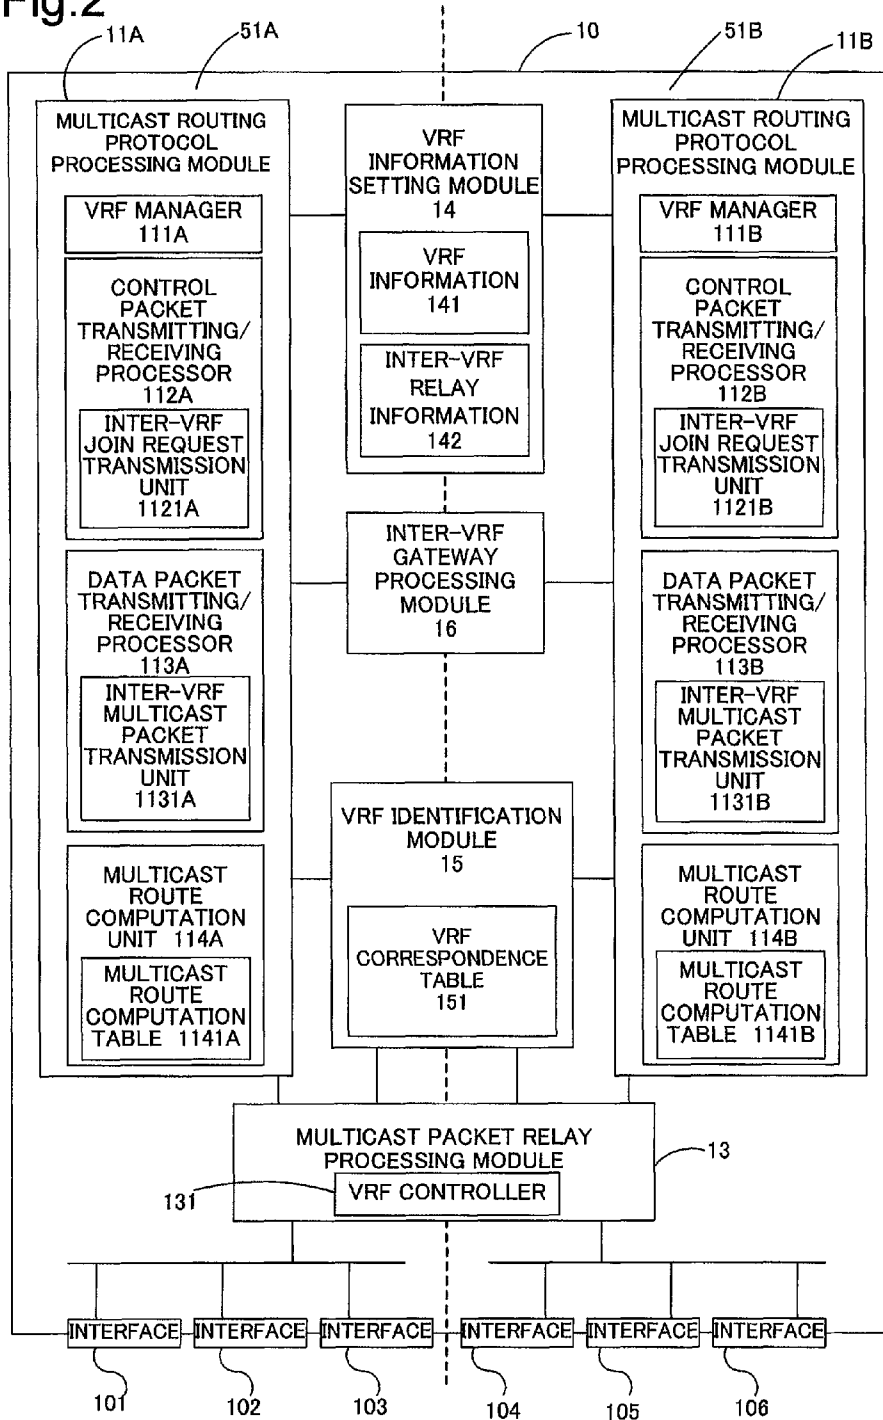 Fig.2
11A
51A
10
51B
11B
MULTICAST ROUTING
PROTOCOL
PROCESSING MODULE
VRF MANAGER
111A
CONTROL
PACKET
TRANSMITTING/
RECEIVING
PROCESSOR
112A
INTER-VRF
JOIN REQUEST
TRANSMISSION
UNIT
1121A
DATA PACKET
TRANSMITTING/
RECEIVING
PROCESSOR
113A
INTER-VRF
MULTICAST
PACKET
TRANSMISSION
UNIT
1131A
MULTICAST
ROUTE
COMPUTATION
UNIT 114A
MULTICAST
ROUTE
COMPUTATION
TABLE 1141A
VRF
INFORMATION
SETTING MODULE
14
VRF
INFORMATION
141
INTER-VRF
RELAY
INFORMATION
142
INTER-VRF
GATEWAY
PROCESSING
MODULE
16
VRF IDENTIFICATION
MODULE
15
VRF
CORRESPONDENCE
TABLE
151
MULTICAST ROUTING
PROTOCOL
PROCESSING MODULE
VRF MANAGER
111B
CONTROL
PACKET
TRANSMITTING/
RECEIVING
PROCESSOR
112B
INTER-VRF
JOIN REQUEST
TRANSMISSION
UNIT
1121B
DATA PACKET
TRANSMITTING/
RECEIVING
PROCESSOR
113B
INTER-VRF
MULTICAST
PACKET
TRANSMISSION
UNIT
1131B
MULTICAST
ROUTE
COMPUTATION
UNIT 114B
MULTICAST
ROUTE
COMPUTATION
TABLE 1141B
MULTICAST PACKET RELAY
PROCESSING MODULE
13
131
VRF CONTROLLER
INTERFACE
INTERFACE
INTERFACE
INTERFACE
INTERFACE
INTERFACE
101
102
103
104
105
106